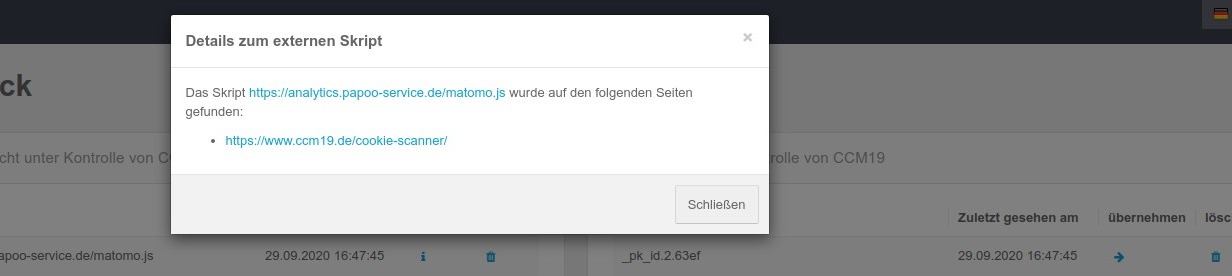 Details zum externen Skript
×
Das Skript https://analytics.papoo-service.de/matomo.js wurde auf den folgenden Seiten
gefunden:
• https://www.ccm19.de/cookie-scanner/
Schließen
ck
cht unter Kontrolle von C
rolle von CCM19
Zuletzt gesehen am übernehmen lösc
apoo-service.de/matomo.js 29.09.2020 16:47:45 _pk_id.2.63ef 29.09.2020 16:47:45